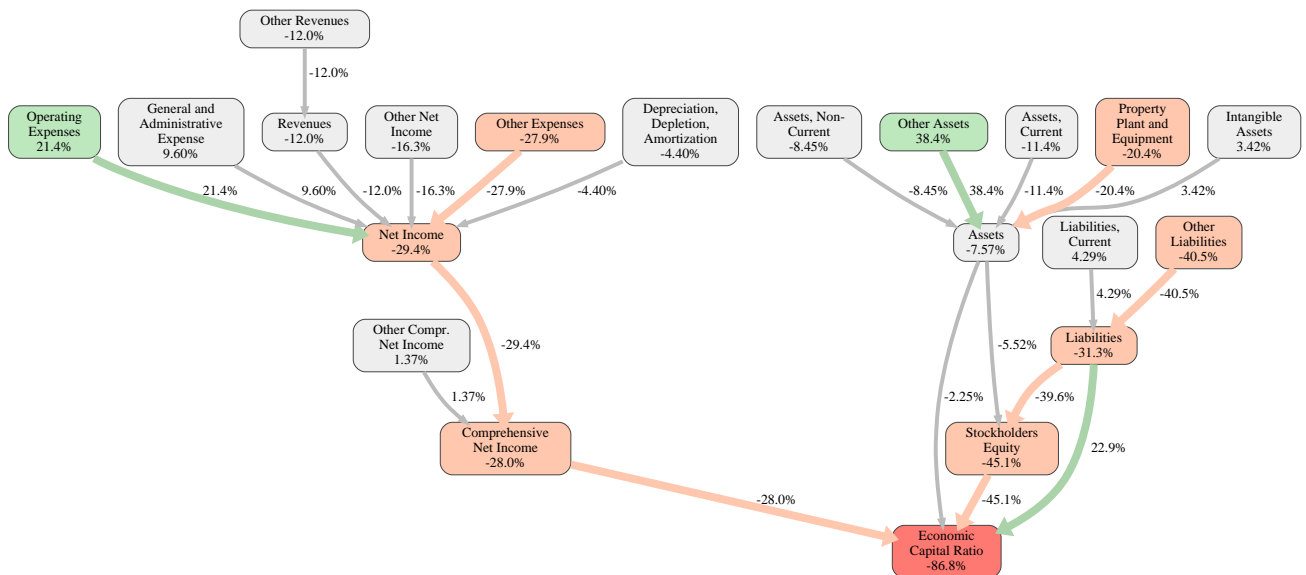 Other Revenues
-12.0%
-12.0%
Operating
Expenses
21.4%
General and
Administrative
Expense
9.60%
Revenues
-12.0%
Other Net
Income
-16.3%
Other Expenses
-27.9%
Depreciation,
Depletion,
Amortization
-4.40%
Assets, Non-
Current
-8.45%
Other Assets
38.4%
Assets,
Current
-11.4%
Property
Plant and
Equipment
-20.4%
Intangible
Assets
3.42%
21.4%
9.60%
-12.0%
-16.3%
-27.9%
-4.40%
-8.45%
38.4%
-11.4%
-20.4%
3.42%
Net Income
-29.4%
Assets
-7.57%
Liabilities,
Current
4.29%
Other
Liabilities
-40.5%
4.29%
-40.5%
Other Compr.
Net Income
1.37%
-29.4%
-5.52%
Liabilities
-31.3%
1.37%
-2.25%
-39.6%
Comprehensive
Net Income
-28.0%
Stockholders
Equity
-45.1%
22.9%
-28.0%
-45.1%
Economic
Capital Ratio
-86.8%